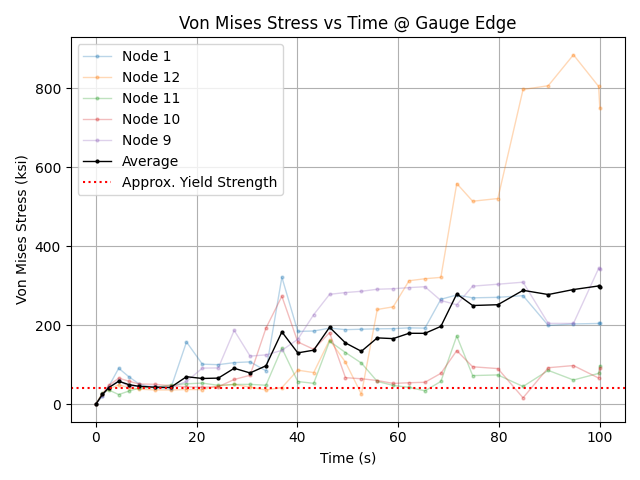 Von Mises Stress vs Time @ Gauge Edge
Von Mises Stress (ksi)
800
600
400
200
0
Node 1
Node 12
Node 11
Node 10
Node 9
Average
Approx. Yield Strength
0 20 40 60 80 100
Time (s)